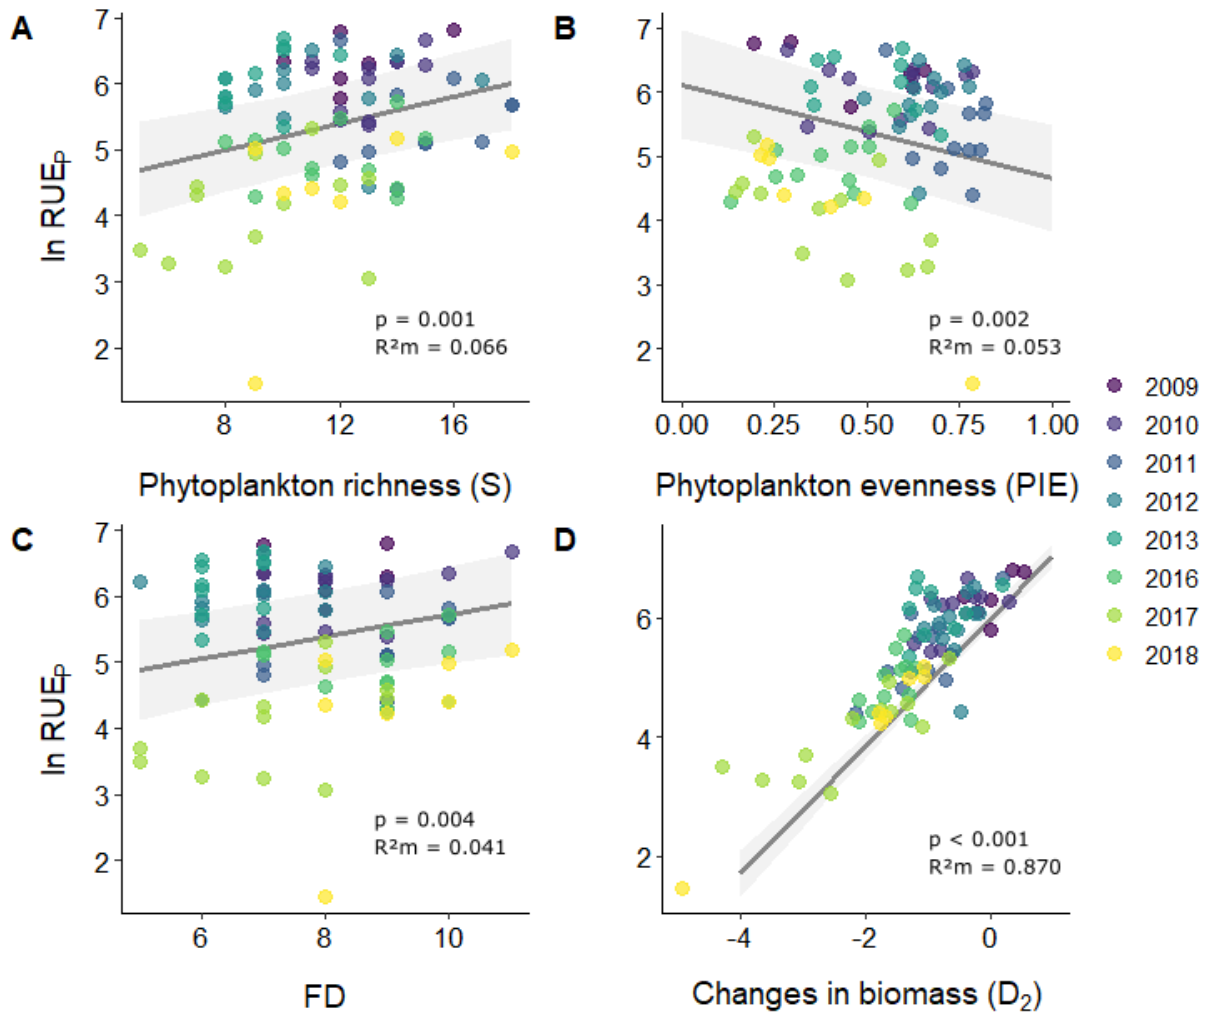 A
ln RUEₚ
7
6
5
4
3
2
8 12 16
Phytoplankton richness (S)
p = 0.001
R²m = 0.066
B
7
6
5
4
3
2
0.00 0.25 0.50 0.75 1.00
Phytoplankton evenness (PIE)
p = 0.002
R²m = 0.053
2009
2010
2011
2012
2013
2016
2017
2018
C
ln RUEₚ
7
6
5
4
3
2
6 8 10
FD
p = 0.004
R²m = 0.041
D
6
4
2
-4 -2 0
Changes in biomass (D₂)
p < 0.001
R²m = 0.870